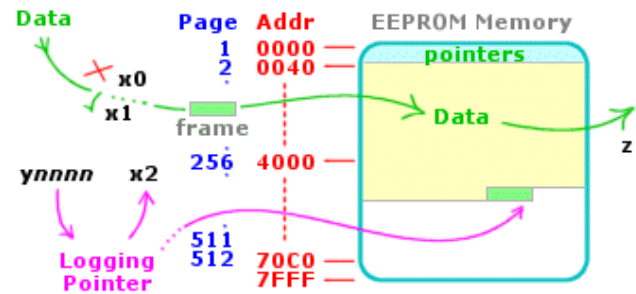 Data Page Addr EEPROM Memory
1 0000 pointers
x0 2 0040
x1
frame Data
z
ynnnn x2 256 4000
511
Logging 512 70C0
Pointer 7FFF